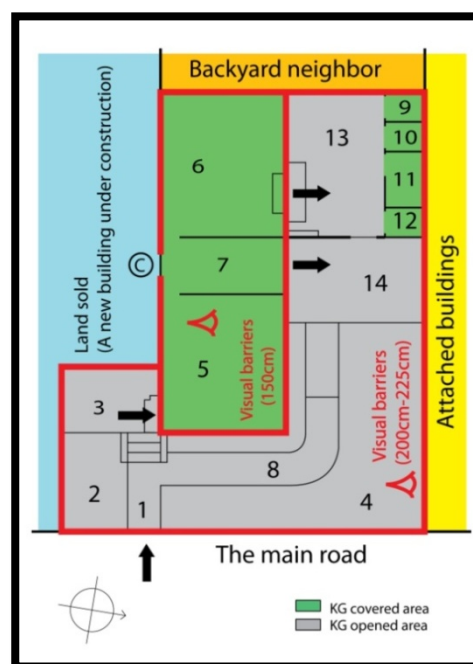 Backyard neighbor
9
10
13
6
11
12
Land sold
(A new building under construction)
©
7
14
5
Visual barriers
(150cm)
Visual barriers
(200cm-225cm)
Attached buildings
3
8
2
1
4
The main road
KG covered area
KG opened area